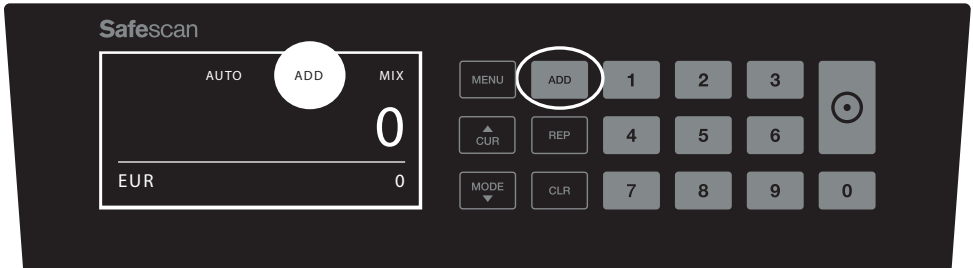 Safescan
AUTO ADD MIX
0
EUR 0
MENU ADD 1 2 3
CUR REP 4 5 6
MODE CLR 7 8 9 0